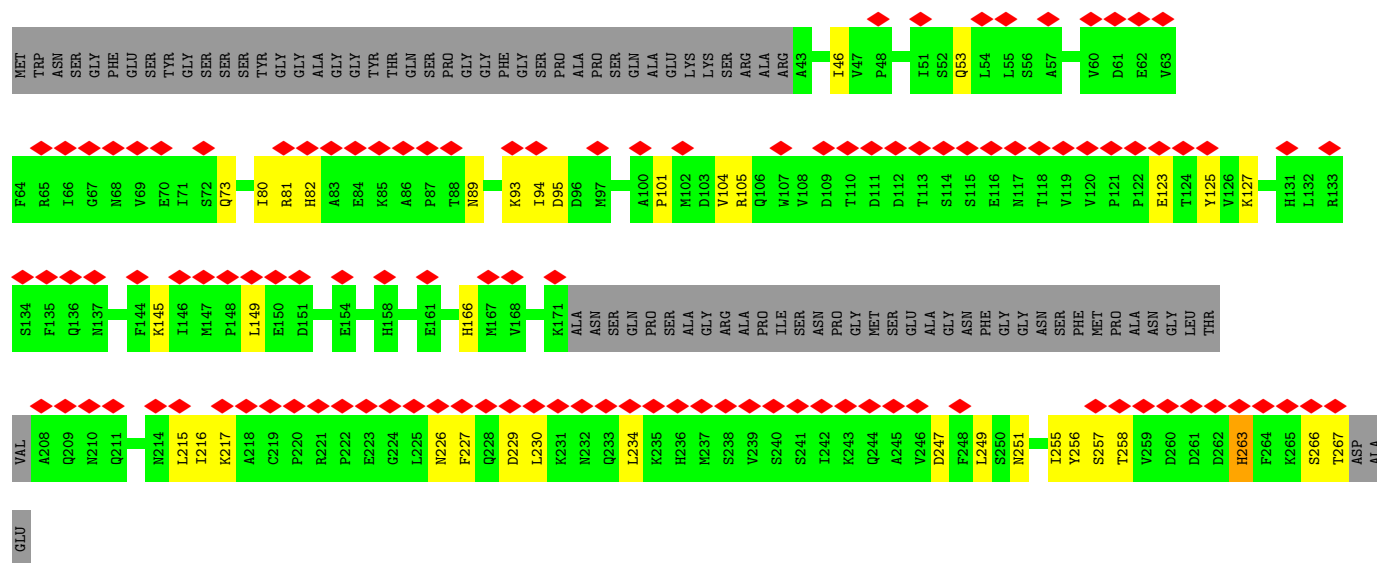 MET TRP ASN SER GLY PHE GLU SER TYR GLY SER SER SER TYR GLY GLY ALA GLY GLY TYR THR GLN SER PRO GLY GLY PHE GLY SER PRO ALA PRO SER GLN ALA GLU LYS LYS SER ARG ALA ARG A43 I46 V47 P48 I51 S52 Q53 L54 L55 S56 A57 V60 D61 E62 V63
F64 R65 I66 G67 N68 V69 E70 I71 S72 Q73 I80 R81 H82 A83 E84 K85 A86 P87 T88 N89 K93 I94 D95 D96 M97 A100 P101 M102 D103 V104 R105 Q106 W107 V108 D109 T110 D111 D112 T113 S114 S115 E116 N117 T118 V119 V120 P121 P122 E123 T124 Y125 V126 K127 H131 L132 R133
S134 F135 Q136 N137 F144 K145 I146 M147 P148 L149 E150 D151 E154 H158 E161 H166 M167 V168 K171 ALA ASN SER GLN PRO SER ALA GLY ARG ALA PRO ILE SER ASN PRO GLY MET SER GLU ALA GLY ASN PHE GLY GLY ASN SER PHE MET PRO ALA ASN GLY LEU THR
VAL A208 Q209 N210 Q211 N214 L215 I216 K217 A218 C219 P220 R221 P222 E223 G224 L225 N226 F227 Q228 D229 L230 K231 N232 Q233 L234 K235 H236 M237 S238 V239 S240 S241 I242 K243 Q244 A245 V246 D247 F248 L249 S250 N251 I255 Y256 S257 T258 V259 D260 D261 D262 H263 F264 K265 S266 T267 ASP ALA
GLU